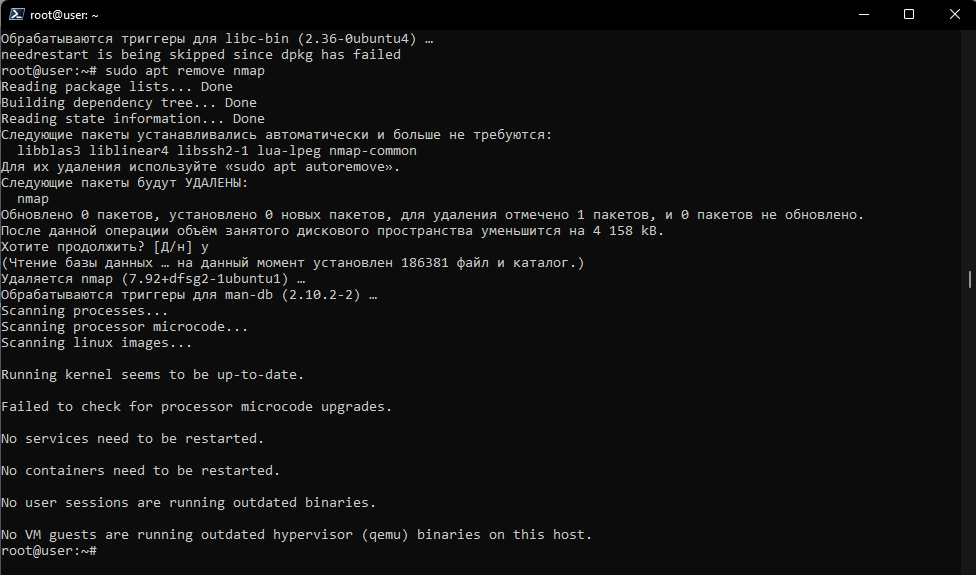 root@user: ~
Обрабатываются триггеры для libc-bin (2.36-0ubuntu4) …
needrestart is being skipped since dpkg has failed
root@user:~# sudo apt remove nmap
Reading package lists... Done
Building dependency tree... Done
Reading state information... Done
Следующие пакеты устанавливались автоматически и больше не требуются:
  libblas3 liblinear4 libssh2-1 lua-lpeg nmap-common
Для их удаления используйте «sudo apt autoremove».
Следующие пакеты будут УДАЛЕНЫ:
  nmap
Обновлено 0 пакетов, установлено 0 новых пакетов, для удаления отмечено 1 пакетов, и 0 пакетов не обновлено.
После данной операции объём занятого дискового пространства уменьшится на 4 158 kB.
Хотите продолжить? [Д/н] y
(Чтение базы данных … на данный момент установлен 186381 файл и каталог.)
Удаляется nmap (7.92+dfsg2-1ubuntu1) …
Обрабатываются триггеры для man-db (2.10.2-2) …
Scanning processes...
Scanning processor microcode...
Scanning linux images...
Running kernel seems to be up-to-date.
Failed to check for processor microcode upgrades.
No services need to be restarted.
No containers need to be restarted.
No user sessions are running outdated binaries.
No VM guests are running outdated hypervisor (qemu) binaries on this host.
root@user:~#